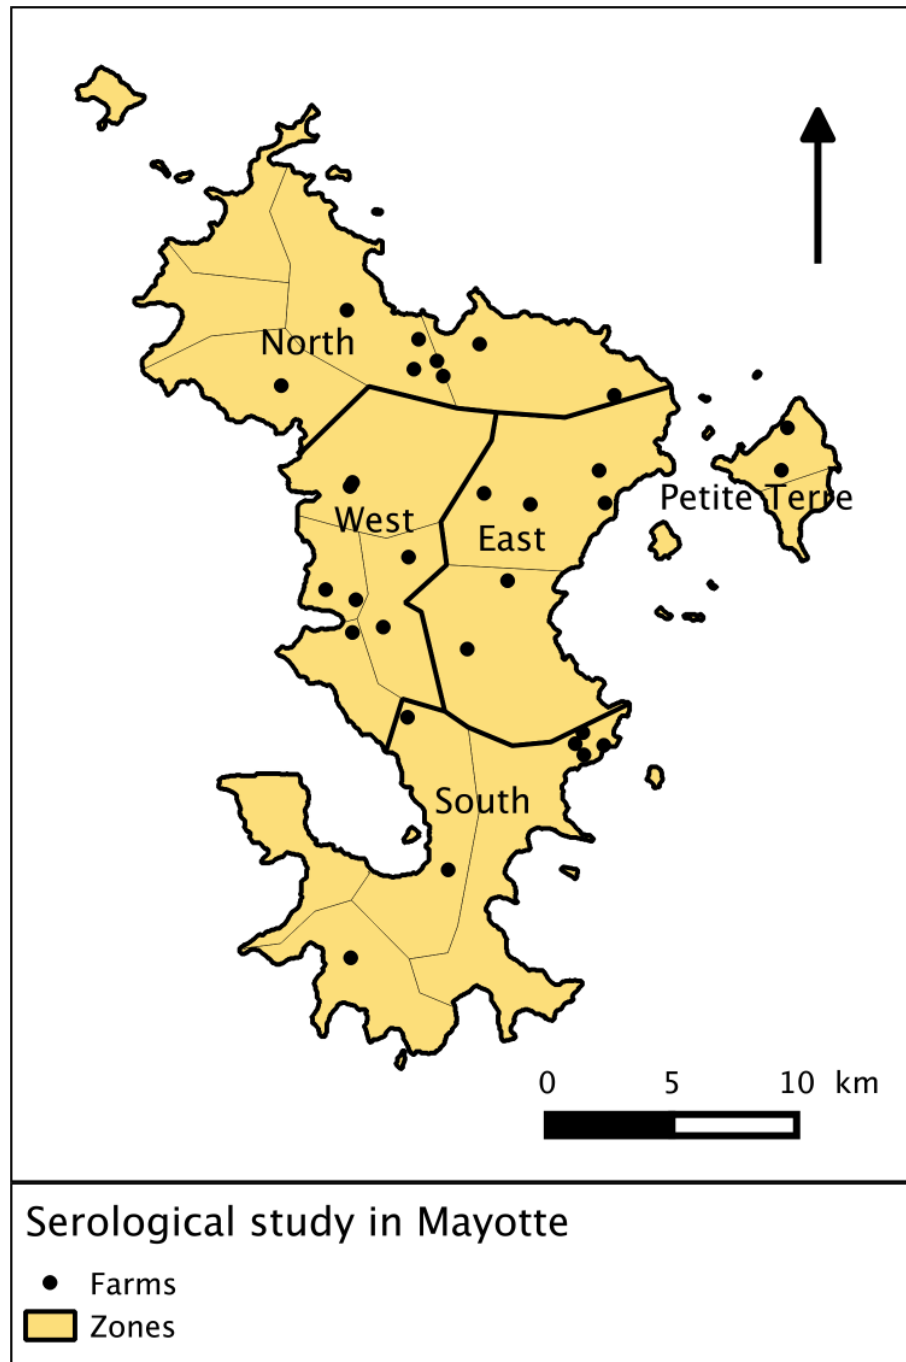 North
West
East
Petite Terre
South
0 5 10 km
Serological study in Mayotte
Farms
Zones